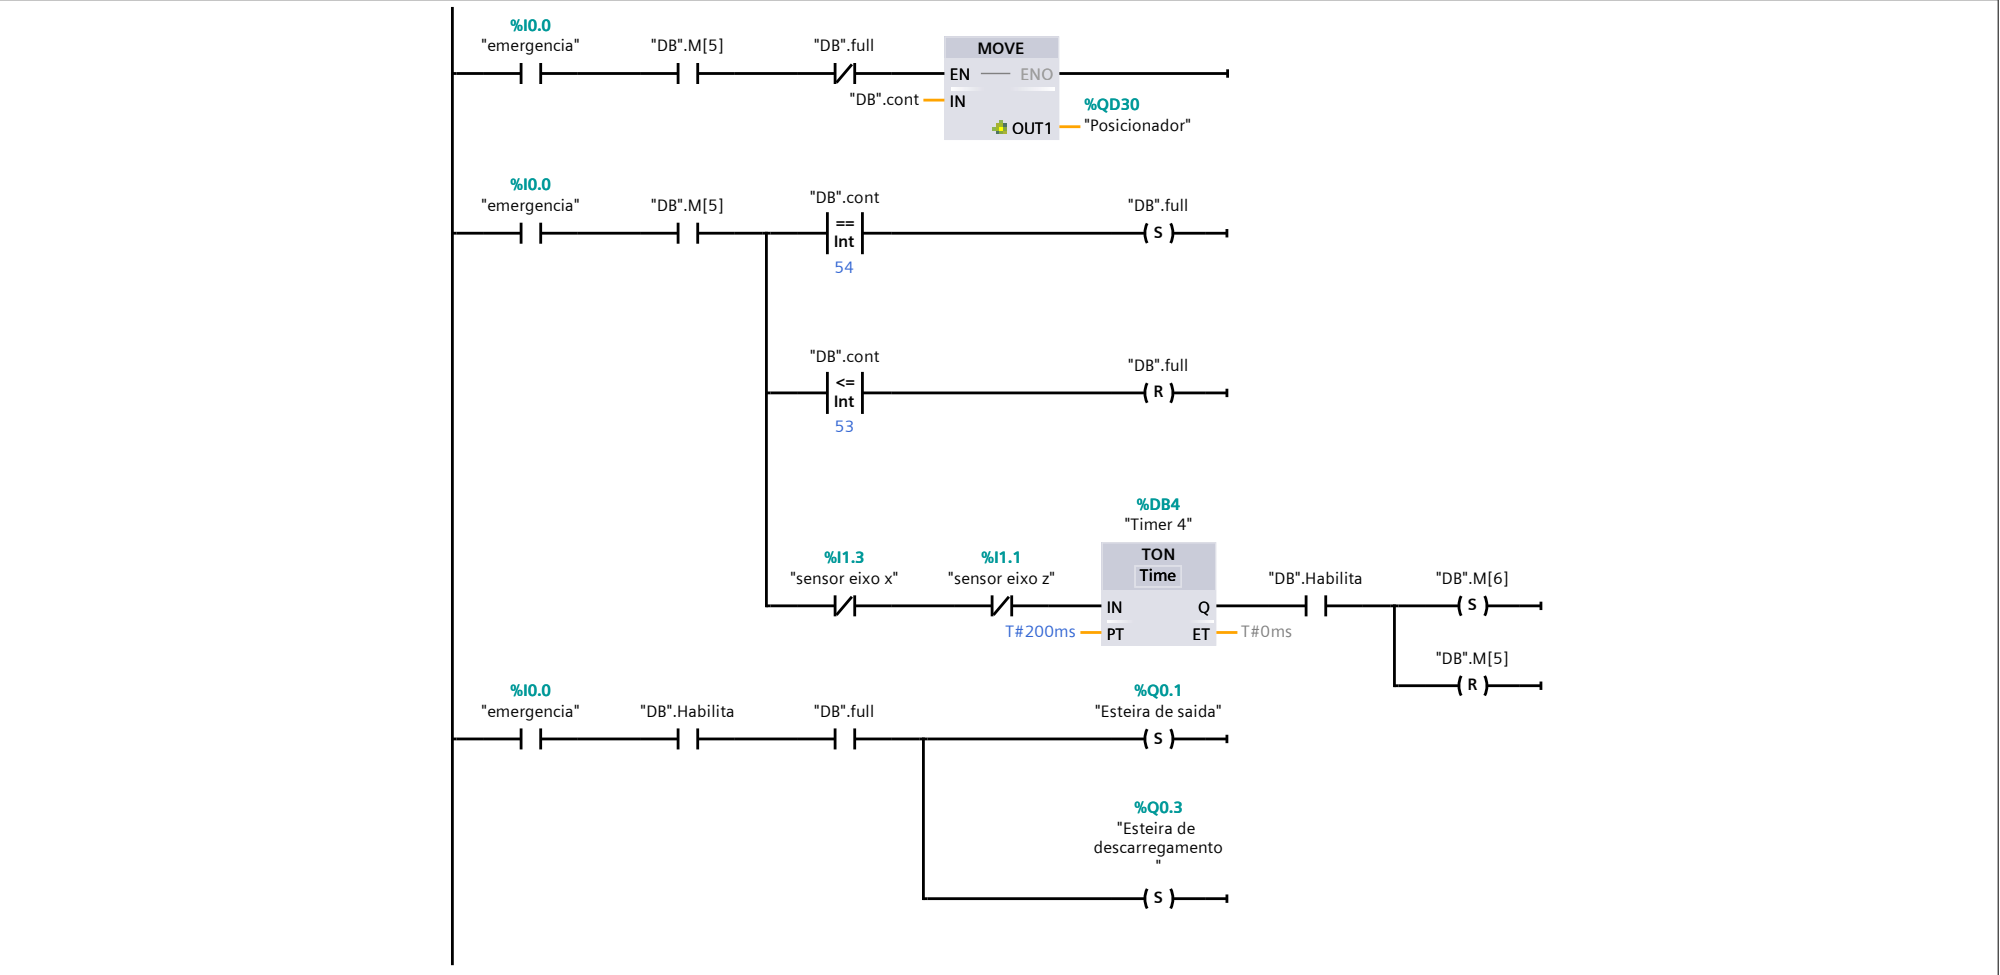 %I0.0
"emergencia"
"DB".M[5]
"DB".full
MOVE
EN
ENO
"DB".cont
IN
%QD30
OUT1
"Posicionador"
%I0.0
"emergencia"
"DB".M[5]
"DB".cont
==
Int
54
"DB".full
( S )
"DB".cont
<=
Int
53
"DB".full
( R )
%I1.3
"sensor eixo x"
%I1.1
"sensor eixo z"
%DB4
"Timer 4"
TON
Time
IN
Q
T#200ms
PT
ET
T#0ms
"DB".Habilita
"DB".M[6]
( S )
"DB".M[5]
( R )
%I0.0
"emergencia"
"DB".Habilita
"DB".full
%Q0.1
"Esteira de saida"
( S )
%Q0.3
"Esteira de
descarregamento
"
( S )